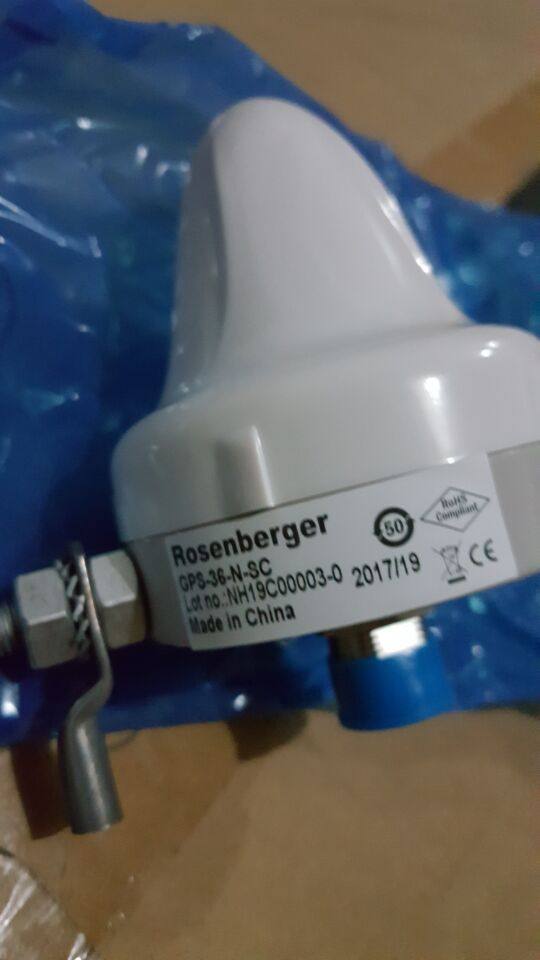 Rosenberger
GPS-36-N-SC
Lot no.:NH19C00003-0 2017/19
Made in China
50
RoHS
Compliant
CE